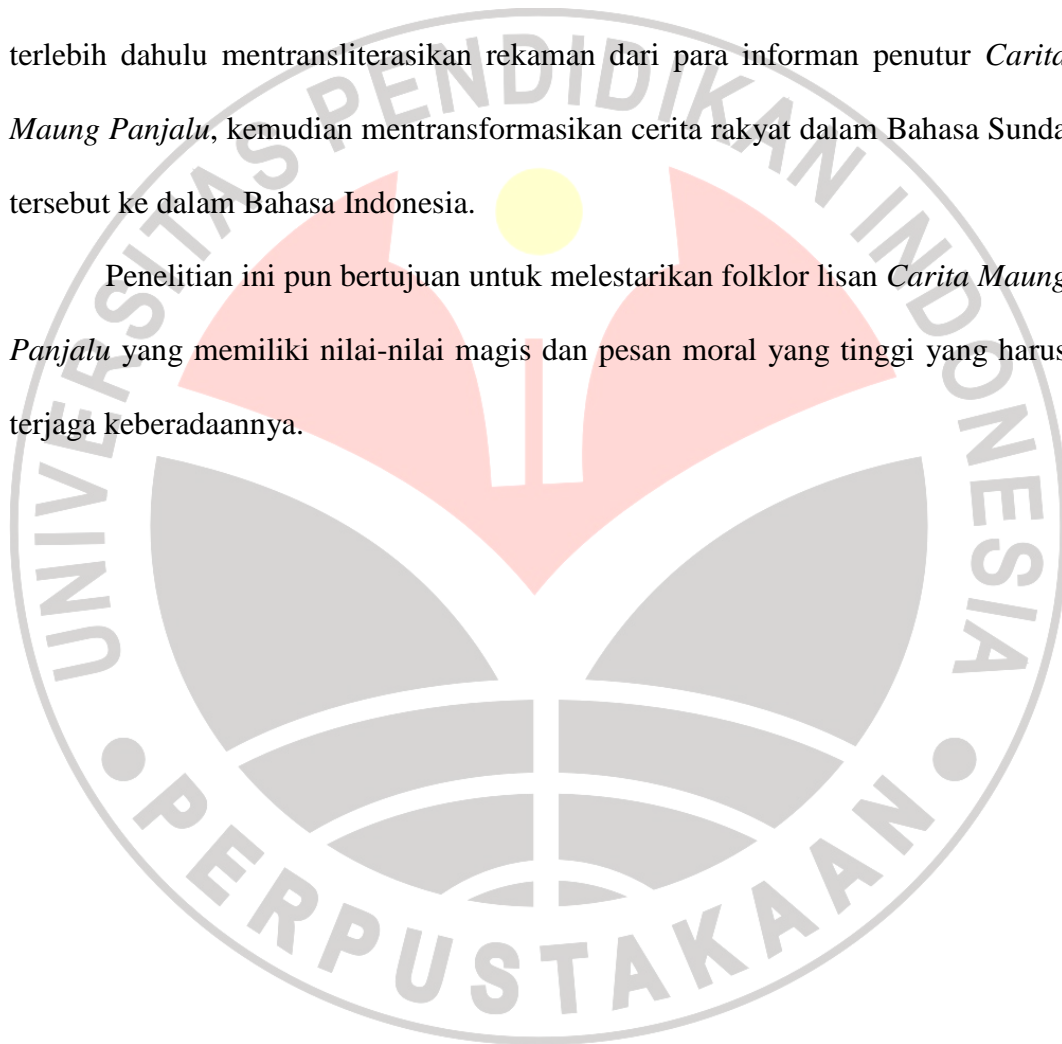 terlebih dahulu mentransliterasikan rekaman dari para informan penutur Carita
Maung Panjalu, kemudian mentransformasikan cerita rakyat dalam Bahasa Sunda
tersebut ke dalam Bahasa Indonesia.
Penelitian ini pun bertujuan untuk melestarikan folklor lisan Carita Maung
Panjalu yang memiliki nilai-nilai magis dan pesan moral yang tinggi yang harus
terjaga keberadaannya.
UNIVERSITAS PENDIDIKAN INDONESIA
PERPUSTAKAAN